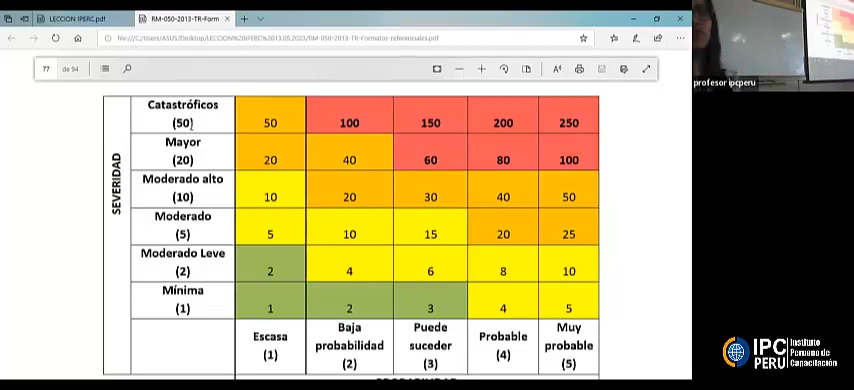 LECCION IPERC.pdf
RM-050-2013-TR-Form
77
de 94
profesor ipcperu
SEVERIDAD
Catastróficos
(50)
50
100
150
200
250
Mayor
(20)
20
40
60
80
100
Moderado alto
(10)
10
20
30
40
50
Moderado
(5)
5
10
15
20
25
Moderado Leve
(2)
2
4
6
8
10
Mínima
(1)
1
2
3
4
5
Escasa
(1)
Baja
probabilidad
(2)
Puede
suceder
(3)
Probable
(4)
Muy
probable
(5)
IPC
PERU
Instituto
Peruano de
Capacitación